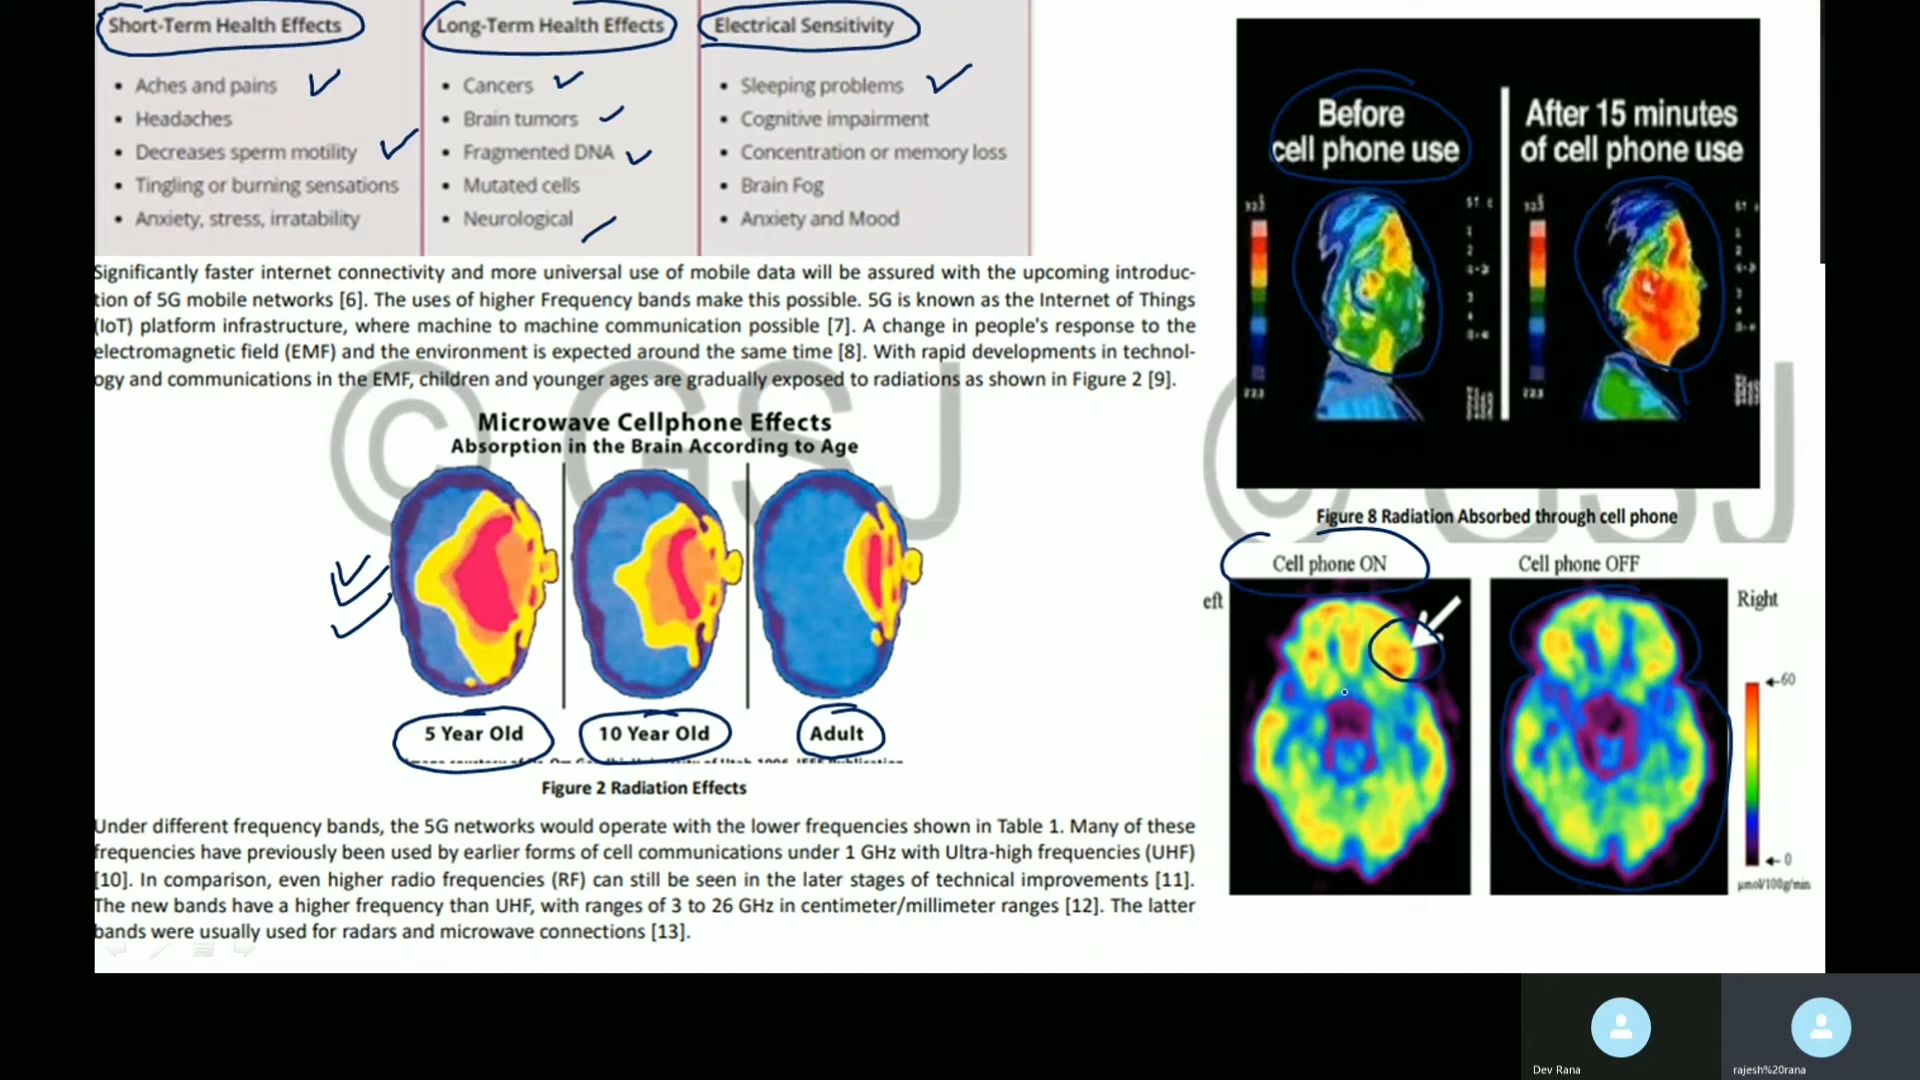 Short-Term Health Effects
Aches and pains
Headaches
Decreases sperm motility
Tingling or burning sensations
Anxiety, stress, irratability
Long-Term Health Effects
Cancers
Brain tumors
Fragmented DNA
Mutated cells
Neurological
Electrical Sensitivity
Sleeping problems
Cognitive impairment
Concentration or memory loss
Brain Fog
Anxiety and Mood
Significantly faster internet connectivity and more universal use of mobile data will be assured with the upcoming introduc-
tion of 5G mobile networks [6]. The uses of higher Frequency bands make this possible. 5G is known as the Internet of Things
(IoT) platform infrastructure, where machine to machine communication possible [7]. A change in people's response to the
electromagnetic field (EMF) and the environment is expected around the same time [8]. With rapid developments in technol-
ogy and communications in the EMF, children and younger ages are gradually exposed to radiations as shown in Figure 2 [9].
© GSJ
Microwave Cellphone Effects
Absorption in the Brain According to Age
5 Year Old
10 Year Old
Adult
Figure 2 Radiation Effects
Under different frequency bands, the 5G networks would operate with the lower frequencies shown in Table 1. Many of these
frequencies have previously been used by earlier forms of cell communications under 1 GHz with Ultra-high frequencies (UHF)
[10]. In comparison, even higher radio frequencies (RF) can still be seen in the later stages of technical improvements [11].
The new bands have a higher frequency than UHF, with ranges of 3 to 26 GHz in centimeter/millimeter ranges [12]. The latter
bands were usually used for radars and microwave connections [13].
Before
cell phone use
After 15 minutes
of cell phone use
© GSJ
Figure 8 Radiation Absorbed through cell phone
Cell phone ON
Cell phone OFF
eft
Right
60
0
µmol/100g/min
Dev Rana
rajesh%20rana